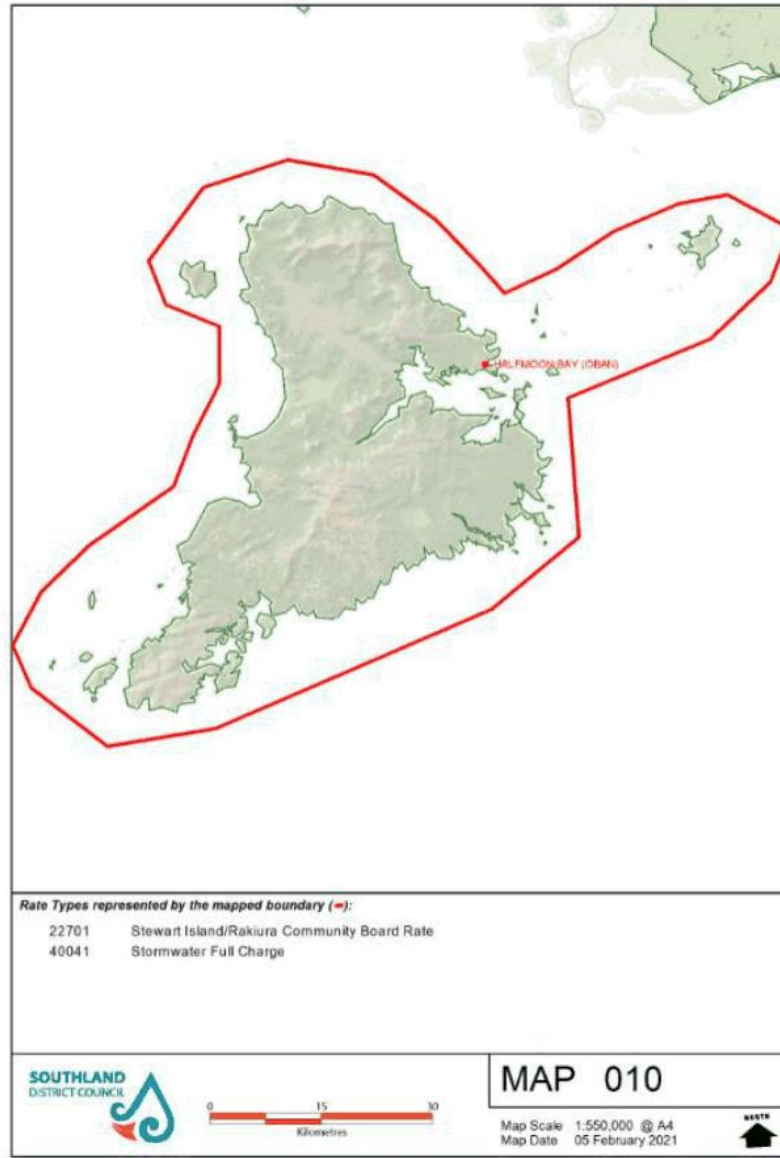 HALFMOON BAY (OBAN)
Rate Types represented by the mapped boundary (-):
22701 Stewart Island/Rakiura Community Board Rate
40041 Stormwater Full Charge
SOUTHLAND
DISTRICT COUNCIL
0 15 30
Kilometres
MAP 010
Map Scale 1:550,000 @ A4
Map Date 05 February 2021
NORTH